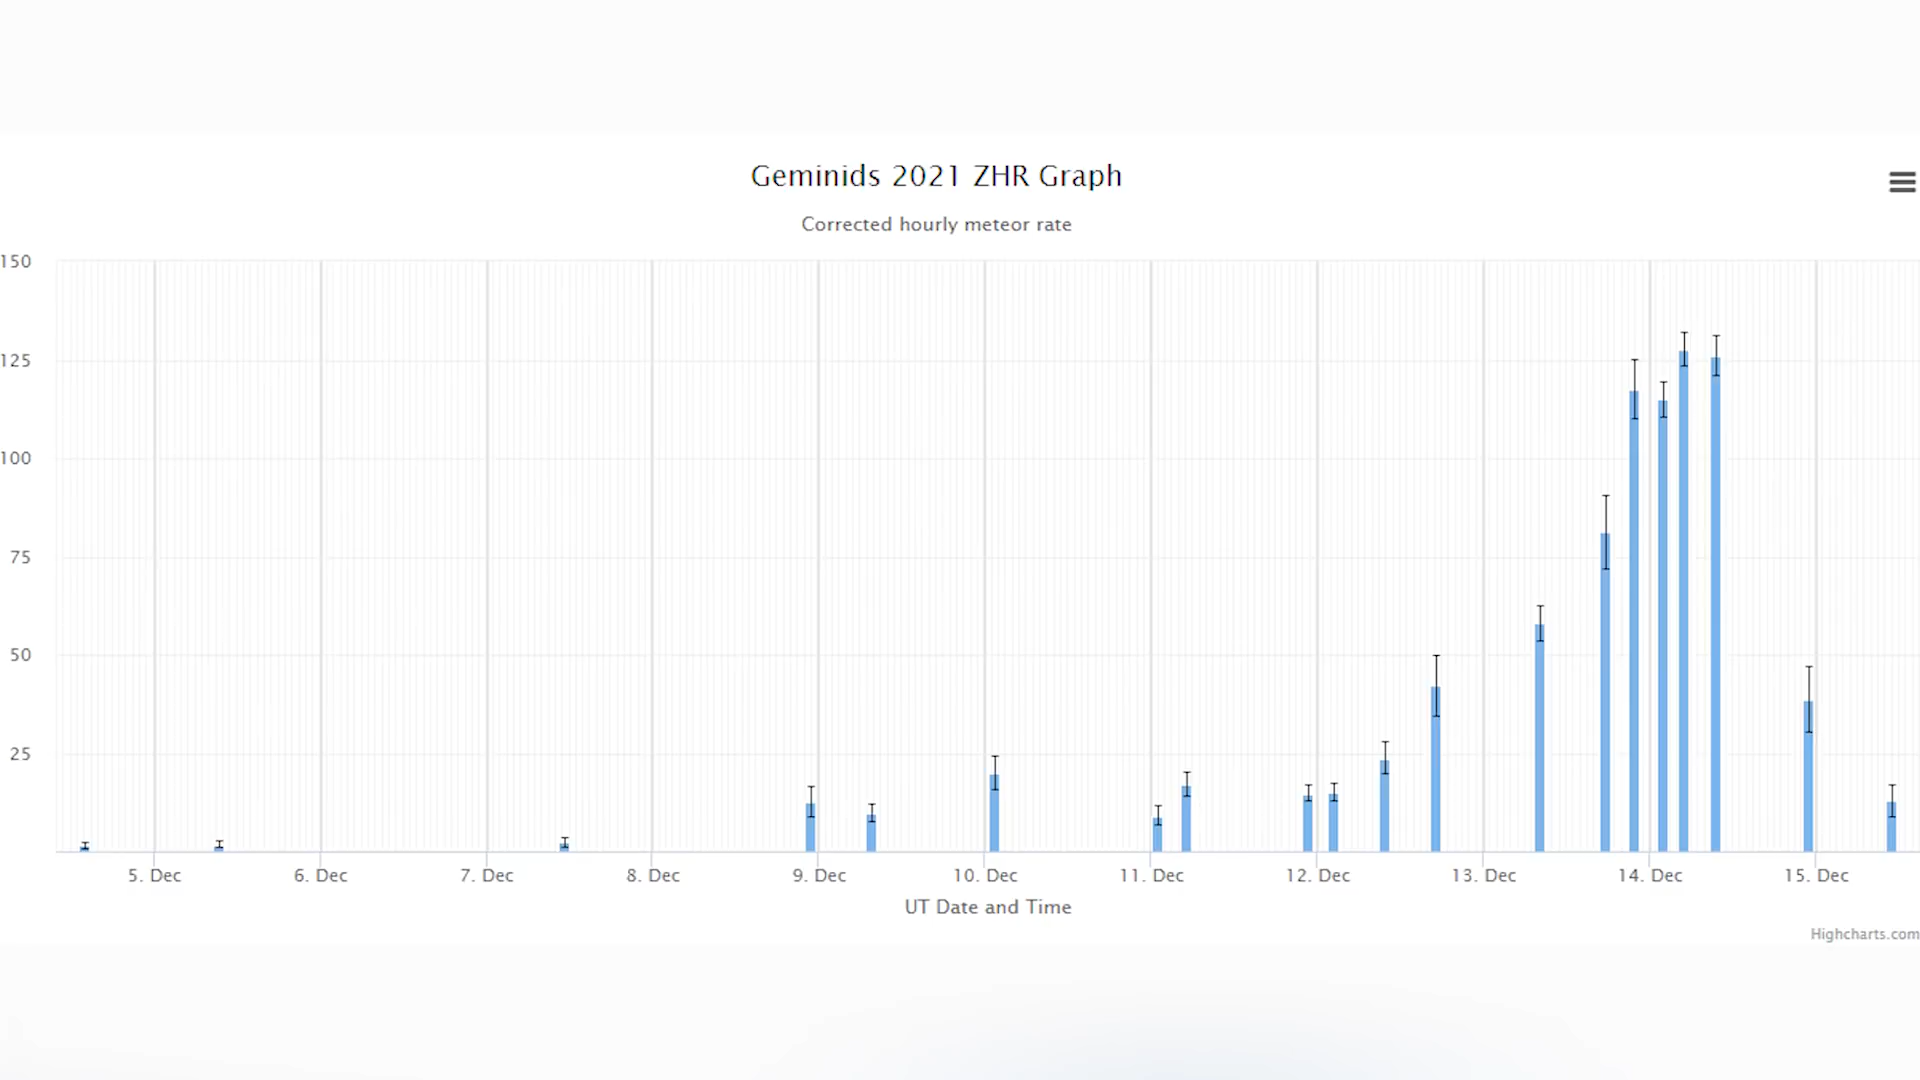 Geminids 2021 ZHR Graph
Corrected hourly meteor rate
150
125
100
75
50
25
5. Dec 6. Dec 7. Dec 8. Dec 9. Dec 10. Dec 11. Dec 12. Dec 13. Dec 14. Dec 15. Dec
UT Date and Time
Highcharts.com